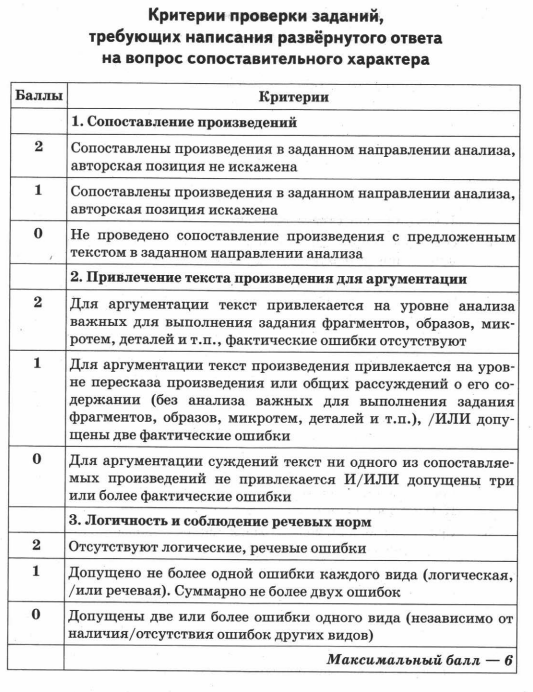 Критерии проверки заданий,
требующих написания развёрнутого ответа
на вопрос сопоставительного характера
Баллы Критерии
1. Сопоставление произведений
2 Сопоставлены произведения в заданном направлении анализа,
авторская позиция не искажена
1 Сопоставлены произведения в заданном направлении анализа,
авторская позиция искажена
0 Не проведено сопоставление произведения с предложенным
текстом в заданном направлении анализа
2. Привлечение текста произведения для аргументации
2 Для аргументации текст привлекается на уровне анализа
важных для выполнения задания фрагментов, образов, мик-
ротем, деталей и т.п., фактические ошибки отсутствуют
1 Для аргументации текст произведения привлекается на уров-
не пересказа произведения или общих рассуждений о его со-
держании (без анализа важных для выполнения задания
фрагментов, образов, микротем, деталей и т.п.), /ИЛИ допу-
щены две фактические ошибки
0 Для аргументации суждений текст ни одного из сопоставляе-
мых произведений не привлекается И/ИЛИ допущены три
или более фактические ошибки
3. Логичность и соблюдение речевых норм
2 Отсутствуют логические, речевые ошибки
1 Допущено не более одной ошибки каждого вида (логическая,
/или речевая). Суммарно не более двух ошибок
0 Допущены две или более ошибки одного вида (независимо от
наличия/отсутствия ошибок других видов)
Максимальный балл — 6